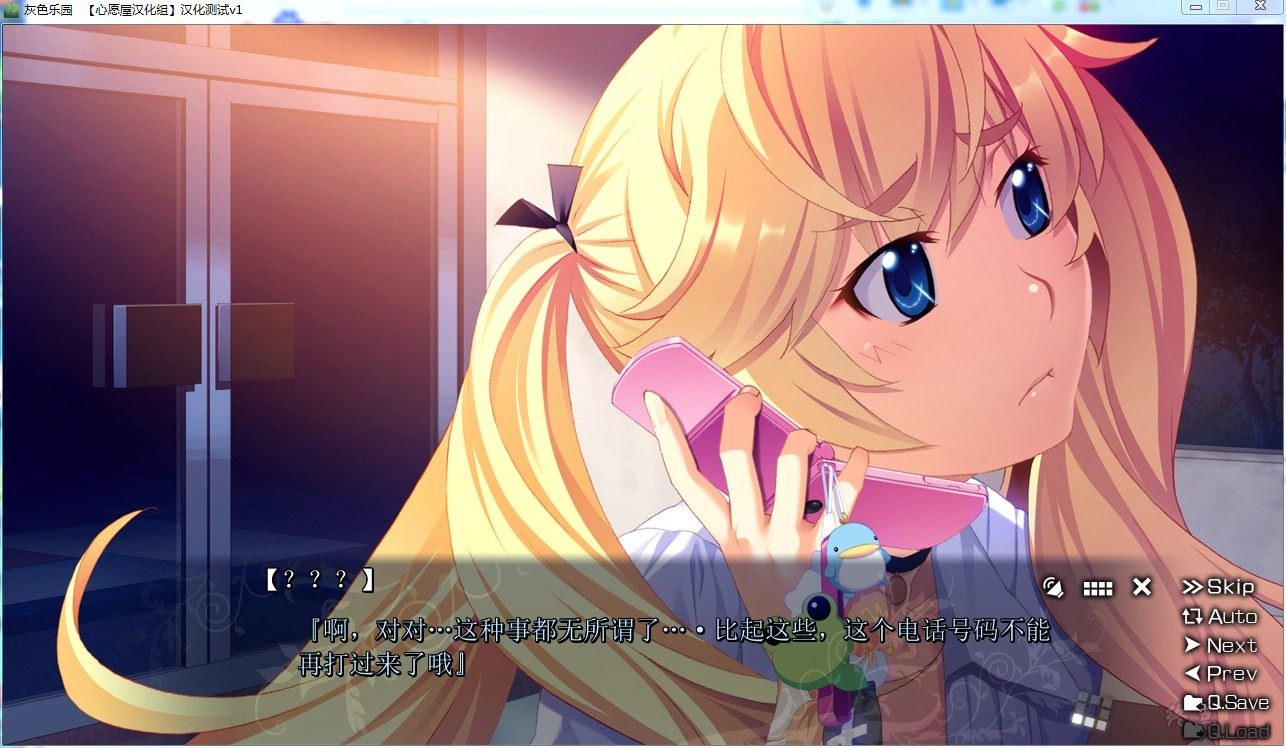 灰色乐园 【心愿屋汉化组】汉化测试v1
【？？？】
『啊，对对…这种事都无所谓了…·比起这些，这个电话号码不能
再打过来了哦』
Skip
Auto
Next
Prev
Q.Save
Q.Load